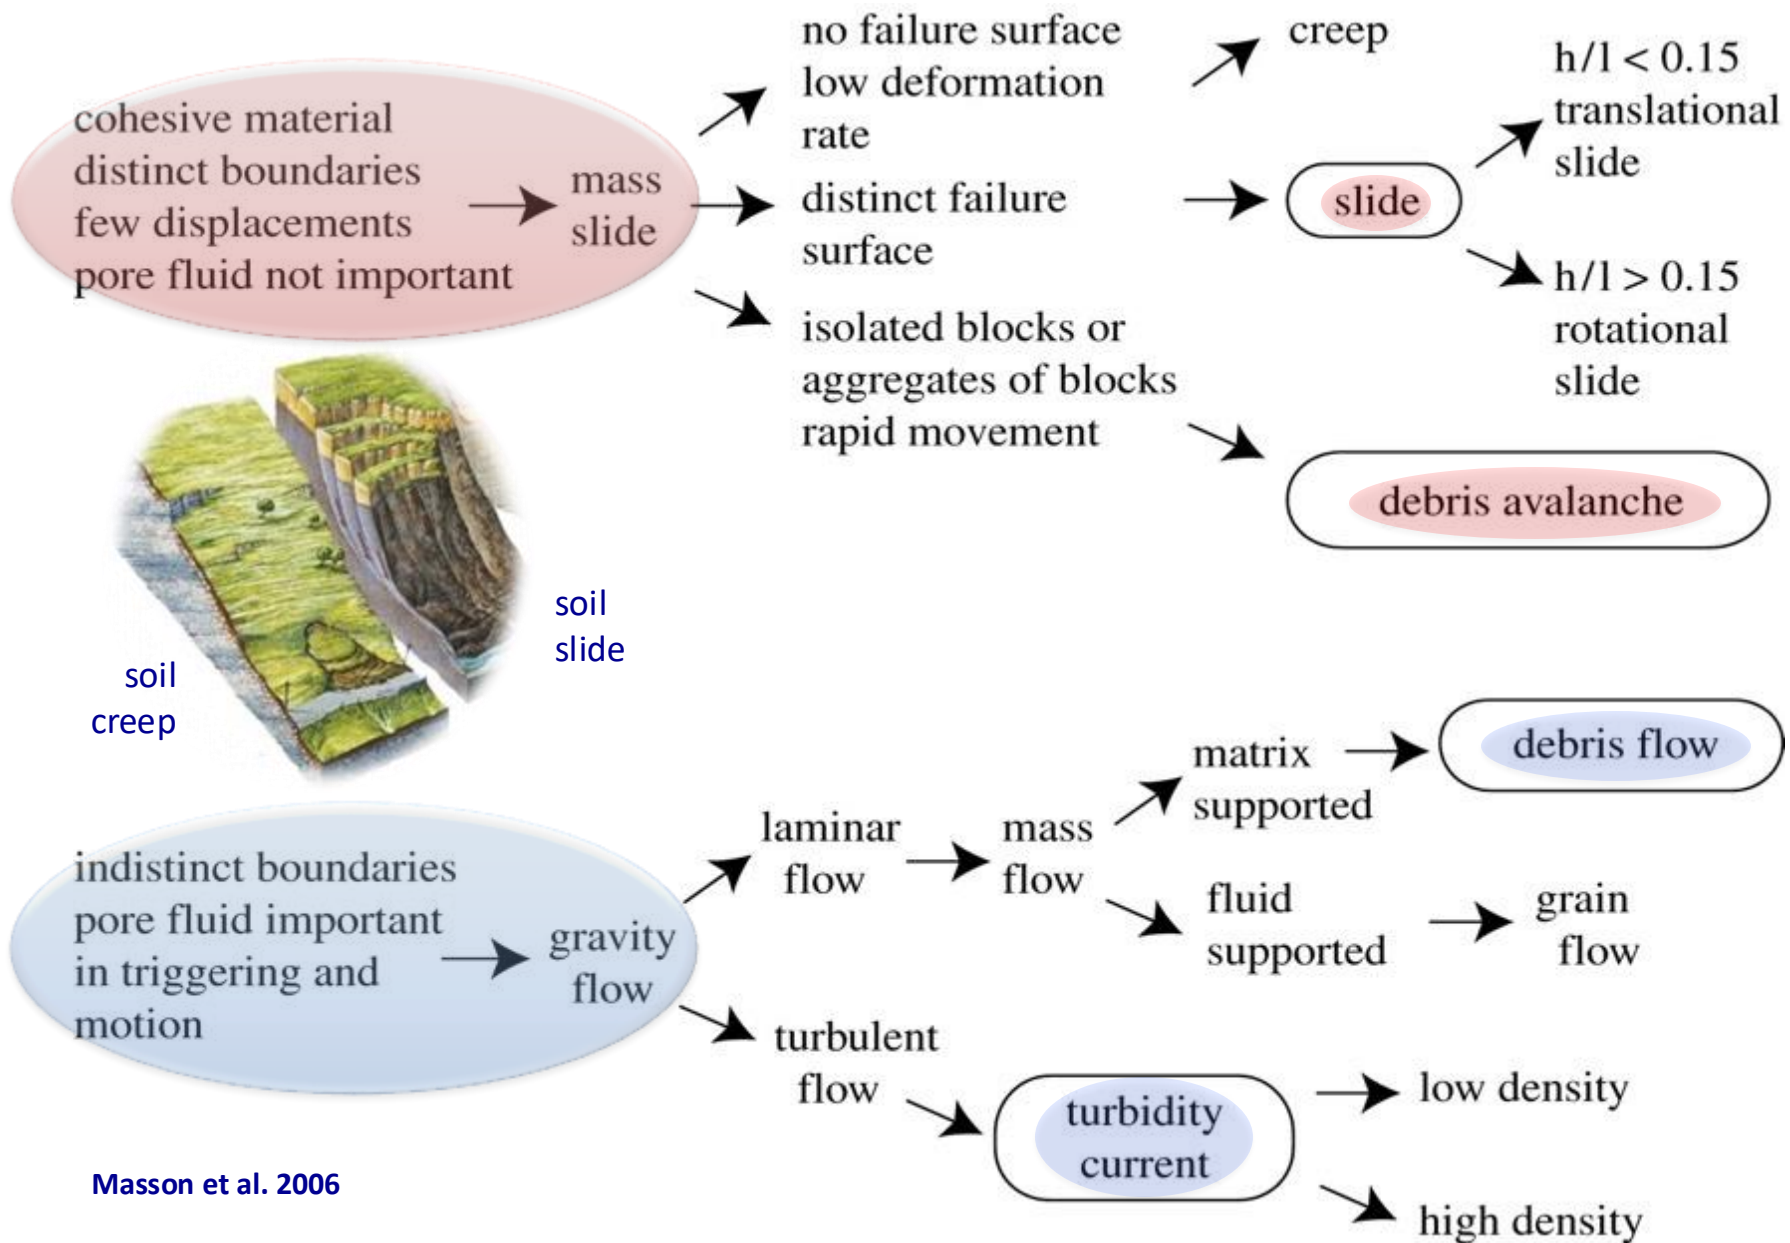 cohesive material
distinct boundaries
few displacements
pore fluid not important
mass
slide
no failure surface
low deformation
rate
creep
distinct failure
surface
slide
h/l < 0.15
translational
slide
h/l > 0.15
rotational
slide
isolated blocks or
aggregates of blocks
rapid movement
debris avalanche
soil
slide
soil
creep
indistinct boundaries
pore fluid important
in triggering and
motion
gravity
flow
laminar
flow
mass
flow
matrix
supported
debris flow
fluid
supported
grain
flow
turbulent
flow
turbidity
current
low density
high density
Masson et al. 2006